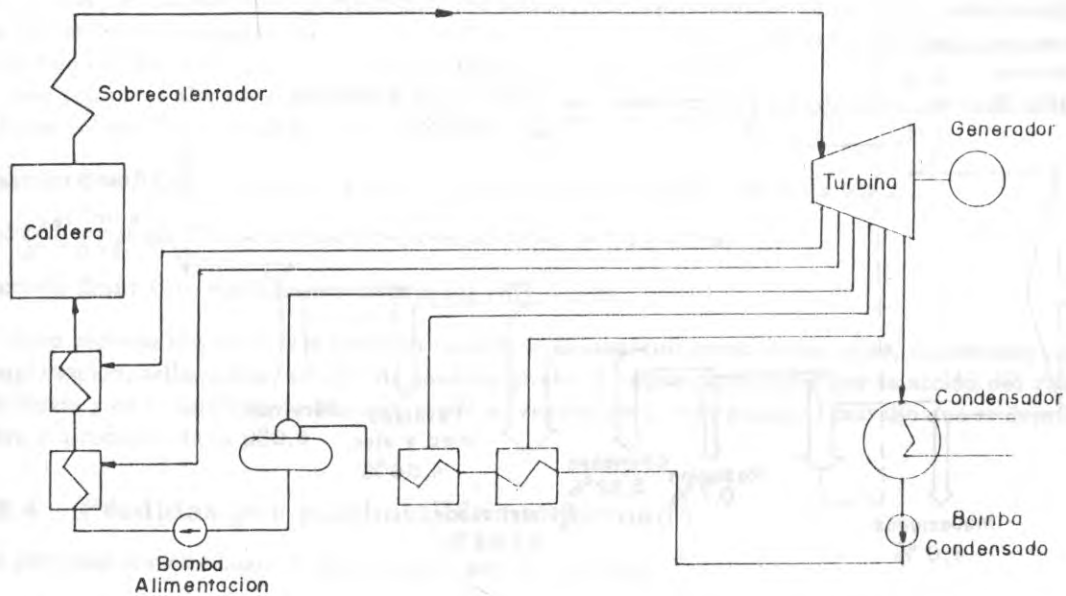 Sobrecalentador
Generador
Turbina
Caldera
Condensador
Bomba
Condensado
Bomba
Alimentacion